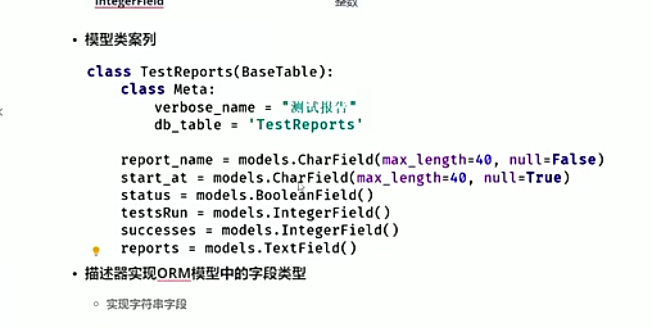 IntegerField 整数
• 模型类案列
class TestReports(BaseTable):
class Meta:
verbose_name = "测试报告"
db_table = 'TestReports'
report_name = models.CharField(max_length=40, null=False)
start_at = models.CharField(max_length=40, null=True)
status = models.BooleanField()
testsRun = models.IntegerField()
successes = models.IntegerField()
reports = models.TextField()
• 描述器实现ORM模型中的字段类型
○ 实现字符串字段